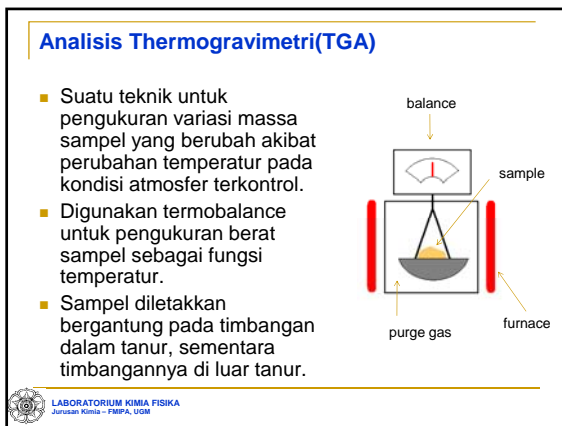 Analisis Thermogravimetri(TGA)
Suatu teknik untuk
pengukuran variasi massa
sampel yang berubah akibat
perubahan temperatur pada
kondisi atmosfer terkontrol.
Digunakan termobalance
untuk pengukuran berat
sampel sebagai fungsi
temperatur.
Sampel diletakkan
bergantung pada timbangan
dalam tanur, sementara
timbangannya di luar tanur.
balance
sample
purge gas
furnace
LABORATORIUM KIMIA FISIKA
Jurusan Kimia – FMIPA, UGM